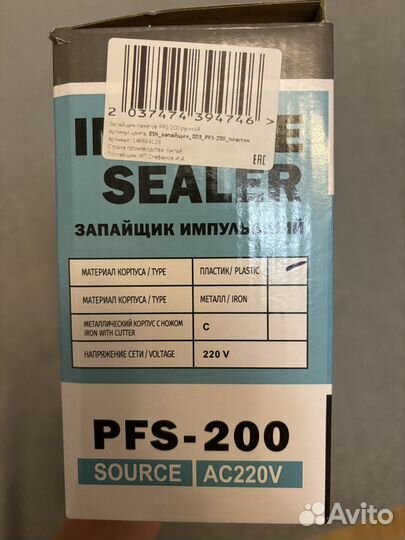 2 037474 394746 >
Запайщик пакетов PFS-200 ручной
Артикул цвета: ESh_запайщик_003_PFS-200_пластик
Артикул: 146684128
Страна производства: Китай
Поставщик: ИП Стефанов И.А.
EAC
SEALER
ЗАПАЙЩИК ИМПУЛЬСНЫЙ
МАТЕРИАЛ КОРПУСА / TYPE ПЛАСТИК/ PLASTIC
МАТЕРИАЛ КОРПУСА / TYPE МЕТАЛЛ / IRON
МЕТАЛЛИЧЕСКИЙ КОРПУС С НОЖОМ
IRON WITH CUTTER C
НАПРЯЖЕНИЕ СЕТИ / VOLTAGE 220 V
PFS-200
SOURCE AC220V
Avito